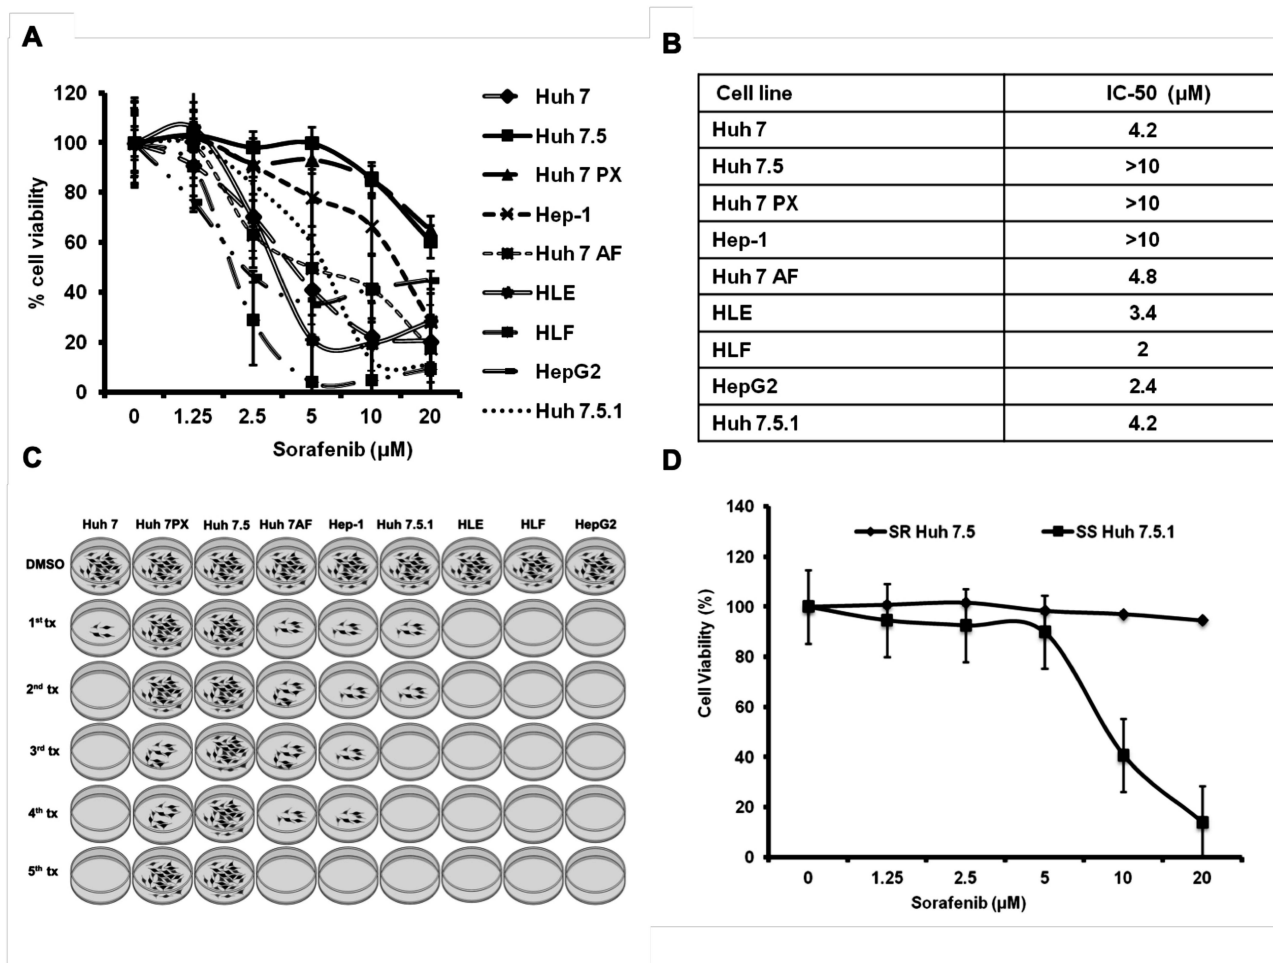 A
120
100
80
60
40
20
0
% cell viability
0 1.25 2.5 5 10 20
Sorafenib (µM)
Huh 7
Huh 7.5
Huh 7 PX
Hep-1
Huh 7 AF
HLE
HLF
HepG2
Huh 7.5.1
B
Cell line IC-50 (µM)
Huh 7 4.2
Huh 7.5 >10
Huh 7 PX >10
Hep-1 >10
Huh 7 AF 4.8
HLE 3.4
HLF 2
HepG2 2.4
Huh 7.5.1 4.2
C
Huh 7 Huh 7PX Huh 7.5 Huh 7AF Hep-1 Huh 7.5.1 HLE HLF HepG2
DMSO
1st tx
2nd tx
3rd tx
4th tx
5th tx
D
140
120
100
80
60
40
20
0
Cell Viability (%)
SR Huh 7.5 SS Huh 7.5.1
0 1.25 2.5 5 10 20
Sorafenib (µM)